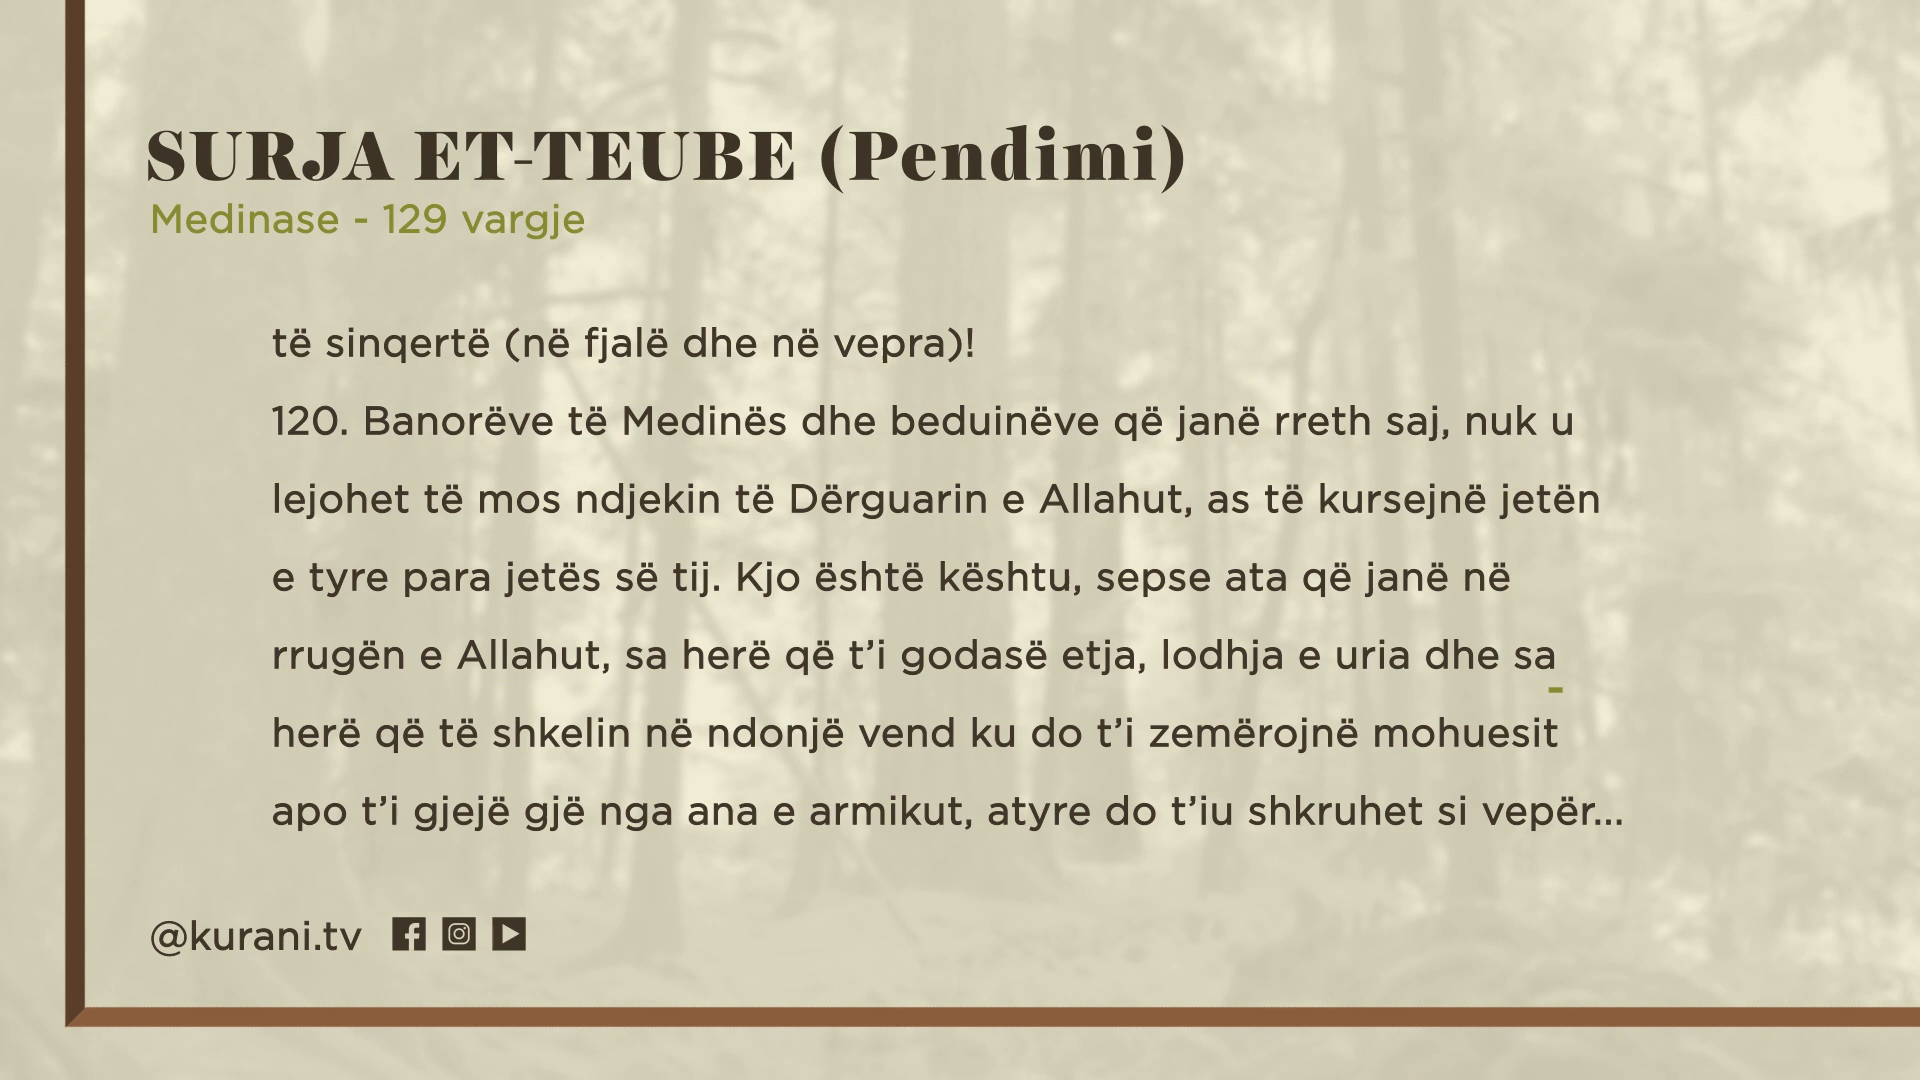 SURJA ET-TEUBE (Pendimi)
Medinase - 129 vargje
të sinqertë (në fjalë dhe në vepra)!
120. Banorëve të Medinës dhe beduinëve që janë rreth saj, nuk u
lejohet të mos ndjekin të Dërguarin e Allahut, as të kursejnë jetën
e tyre para jetës së tij. Kjo është kështu, sepse ata që janë në
rrugën e Allahut, sa herë që t’i godasë etja, lodhja e uria dhe sa
herë që të shkelin në ndonjë vend ku do t’i zemërojnë mohuesit
apo t’i gjejë gjë nga ana e armikut, atyre do t’iu shkruhet si vepër...
@kurani.tv